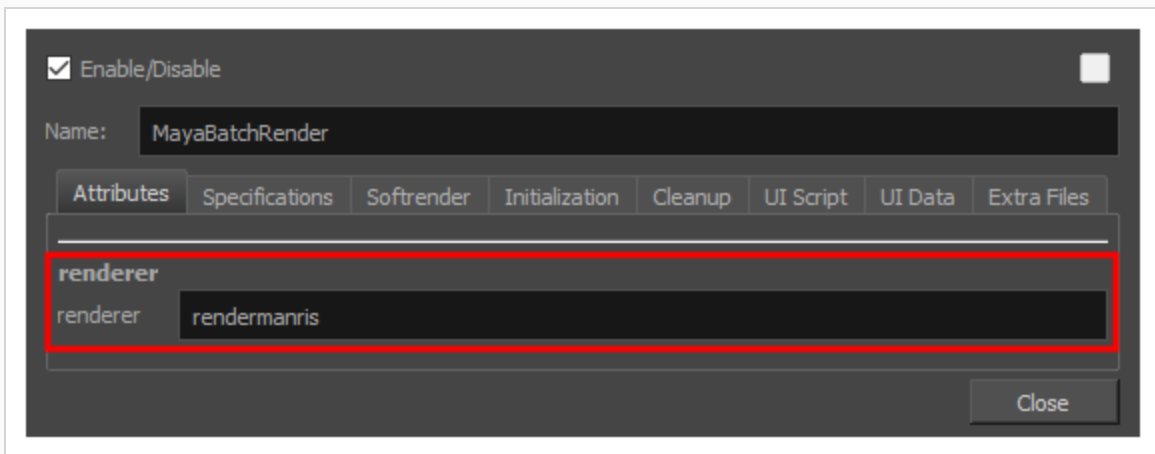 Enable/Disable
Name: MayaBatchRender
Attributes Specifications Softrender Initialization Cleanup UI Script UI Data Extra Files
renderer
renderer rendermanris
Close